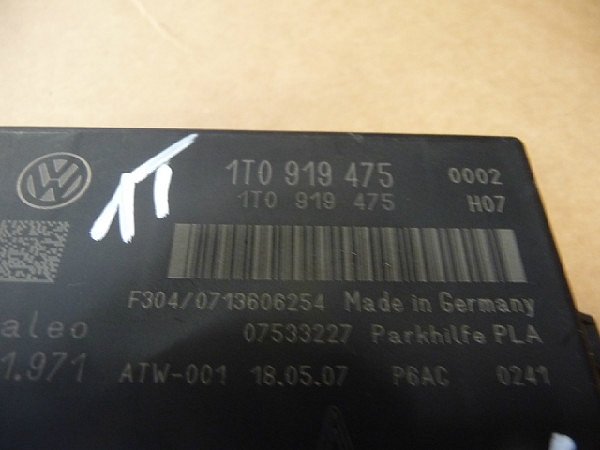 1T0 919 475 0002
1T0 919 475 H07
F304/0713606254 Made in Germany
aleo 07533227 Parkhilfe PLA
1.971 ATW-001 18.05.07 P6AC 0241